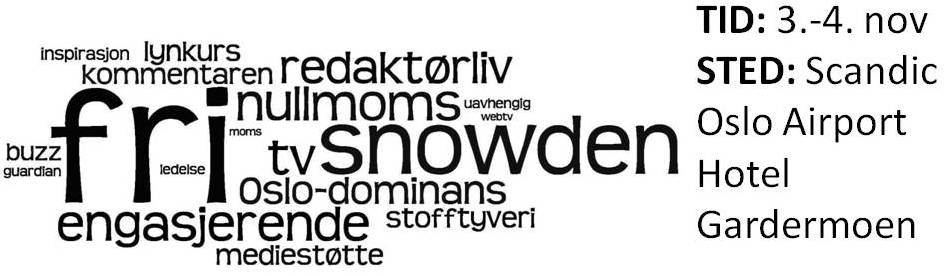 inspirasjon lynkurs
kommentaren redaktørliv
nullmoms uavhengig
webtv
fri moms
buzz tv snowden
guardian ledelse
Oslo-dominans
engasjerende stofftyveri
mediestøtte
TID: 3.-4. nov
STED: Scandic
Oslo Airport
Hotel
Gardermoen